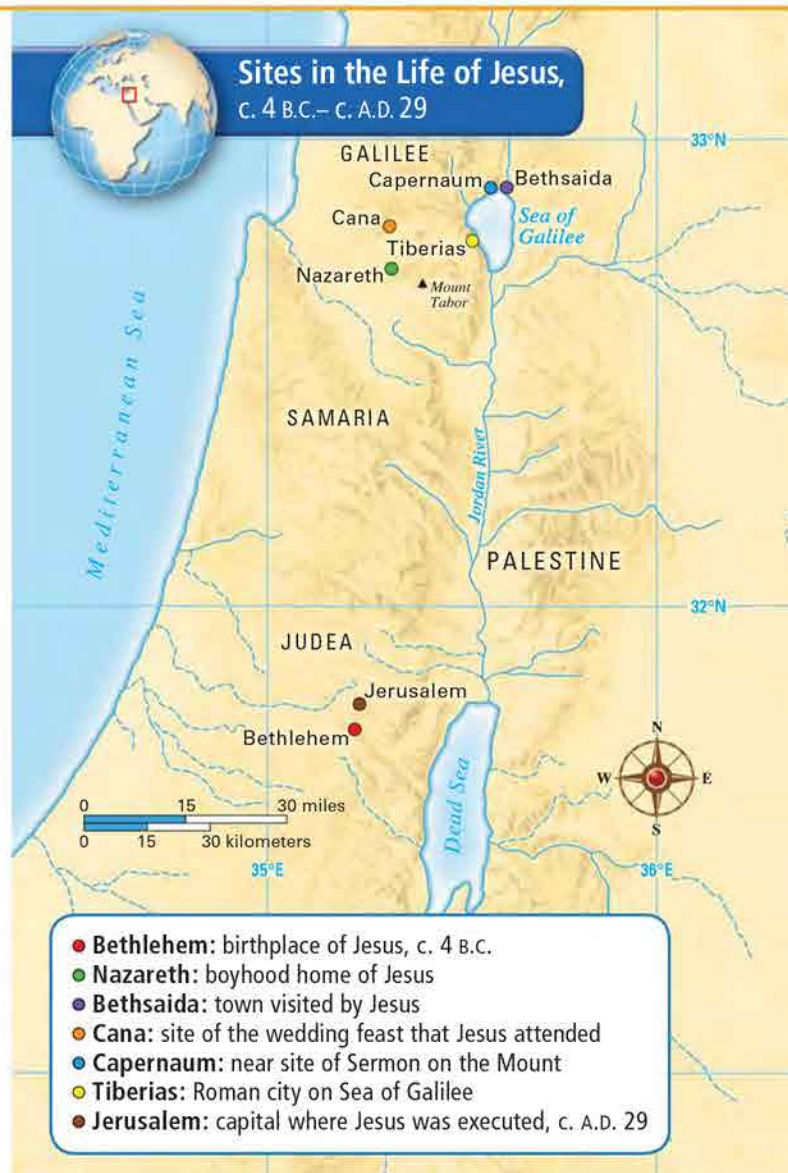 Sites in the Life of Jesus,
c. 4 B.C.– c. A.D. 29
33°N
GALILEE
Capernaum
Bethsaida
Cana
Sea of
Galilee
Tiberias
Nazareth
Mount
Tabor
Mediterranean Sea
SAMARIA
Jordan River
PALESTINE
32°N
JUDEA
Jerusalem
Bethlehem
Dead Sea
N
W
E
S
0 15 30 miles
0 15 30 kilometers
35°E
36°E
Bethlehem: birthplace of Jesus, c. 4 B.C.
Nazareth: boyhood home of Jesus
Bethsaida: town visited by Jesus
Cana: site of the wedding feast that Jesus attended
Capernaum: near site of Sermon on the Mount
Tiberias: Roman city on Sea of Galilee
Jerusalem: capital where Jesus was executed, c. A.D. 29